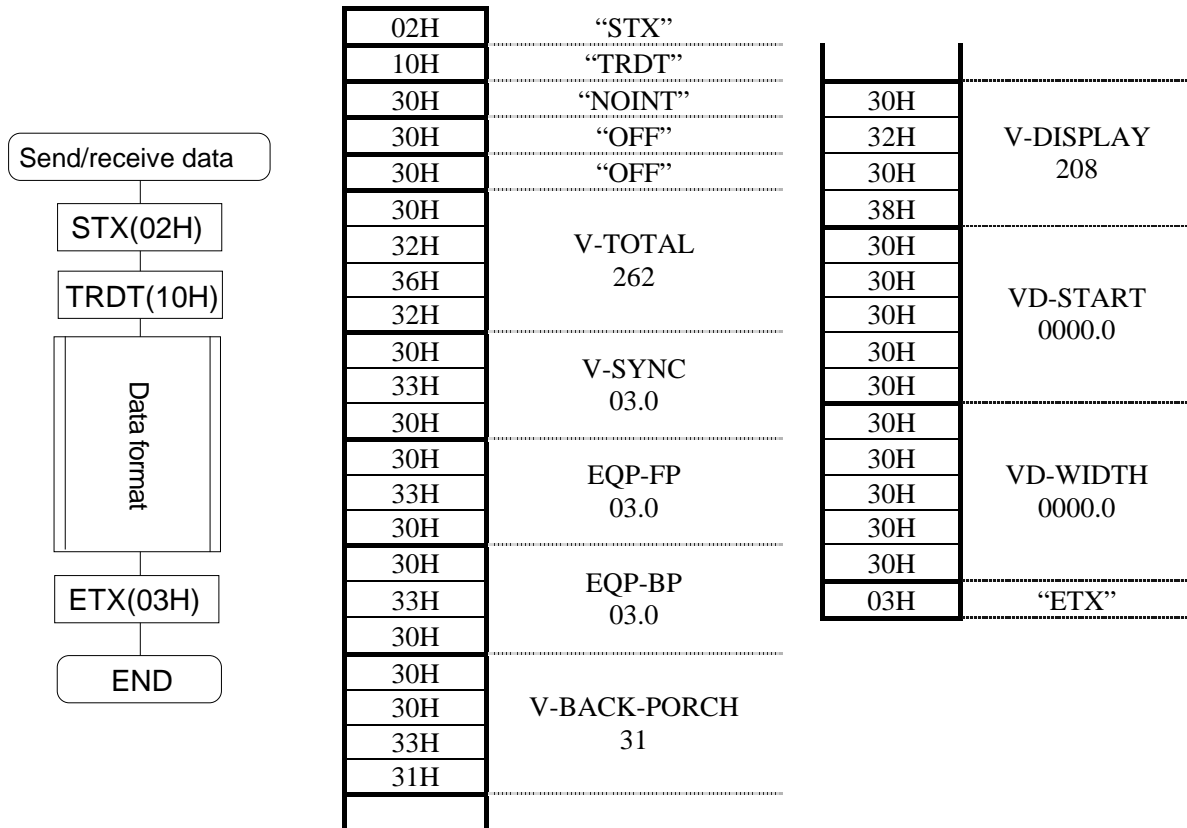 Send/receive data
STX(02H)
TRDT(10H)
Data format
ETX(03H)
END
02H “STX”
10H “TRDT”
30H “NOINT”
30H “OFF”
30H “OFF”
30H
32H
36H
32H
V-TOTAL
262
30H
33H
30H
V-SYNC
03.0
30H
33H
30H
EQP-FP
03.0
30H
33H
30H
EQP-BP
03.0
30H
30H
33H
31H
V-BACK-PORCH
31
30H
32H
30H
38H
V-DISPLAY
208
30H
30H
30H
30H
30H
VD-START
0000.0
30H
30H
30H
30H
30H
VD-WIDTH
0000.0
03H “ETX”